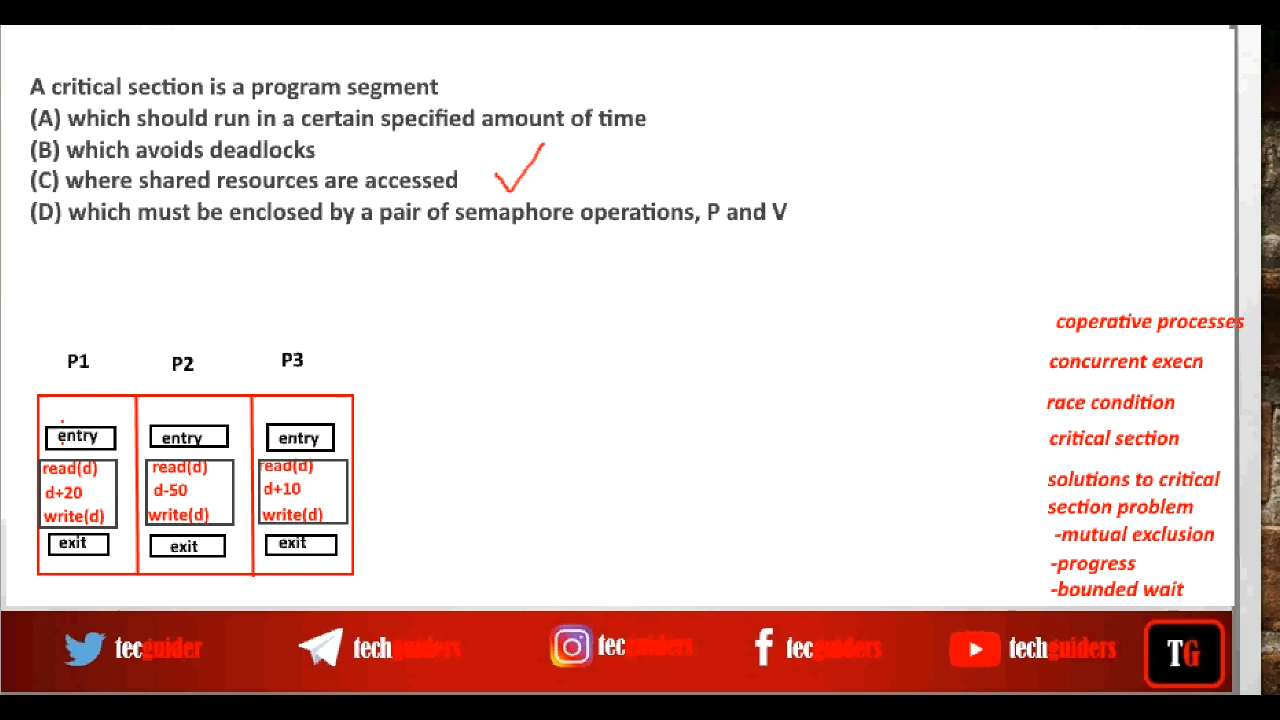 A critical section is a program segment
(A) which should run in a certain specified amount of time
(B) which avoids deadlocks
(C) where shared resources are accessed
(D) which must be enclosed by a pair of semaphore operations, P and V
coperative processes
concurrent execn
race condition
critical section
solutions to critical
section problem
-mutual exclusion
-progress
-bounded wait
P1 P2 P3
entry entry entry
read(d) read(d) read(d)
d+20 d-50 d+10
write(d) write(d) write(d)
exit exit exit
tecguider techguiders tecguiders tecguiders techguiders TG